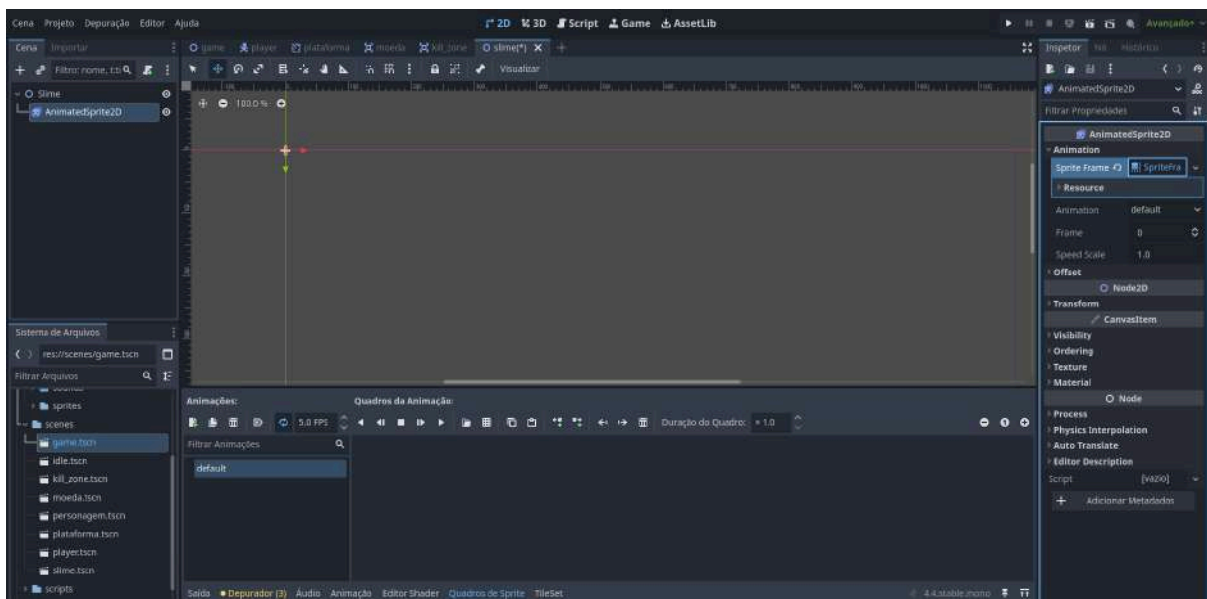 Cena Projeto Depuração Editor Ajuda
2D 3D Script Game AssetLib
Avançado+
Cena Importar
game player plataforma moeda kill_zone slime(*)
Inspetor Nó Histórico
Visualizar
Slime
AnimatedSprite2D
100.0 %
AnimatedSprite2D
Filtrar Propriedades
AnimatedSprite2D
Animation
Sprite Frame SpriteFra
Resource
Animation default
Frame 0
Speed Scale 1.0
Offset
Node2D
Transform
CanvasItem
Visibility
Ordering
Texture
Material
Node
Process
Physics Interpolation
Auto Translate
Editor Description
Script [vazio]
Adicionar Metadados
Sistema de Arquivos
res://scenes/game.tscn
Filtrar Arquivos
sounds
sprites
scenes
game.tscn
idle.tscn
kill_zone.tscn
moeda.tscn
personagem.tscn
plataforma.tscn
player.tscn
slime.tscn
scripts
Animações: Quadros da Animação:
5.0 FPS Duração do Quadro: × 1.0
Filtrar Animações
default
Saída Depurador (3) Áudio Animação Editor Shader Quadros de Sprite TileSet
4.4.stable.mono